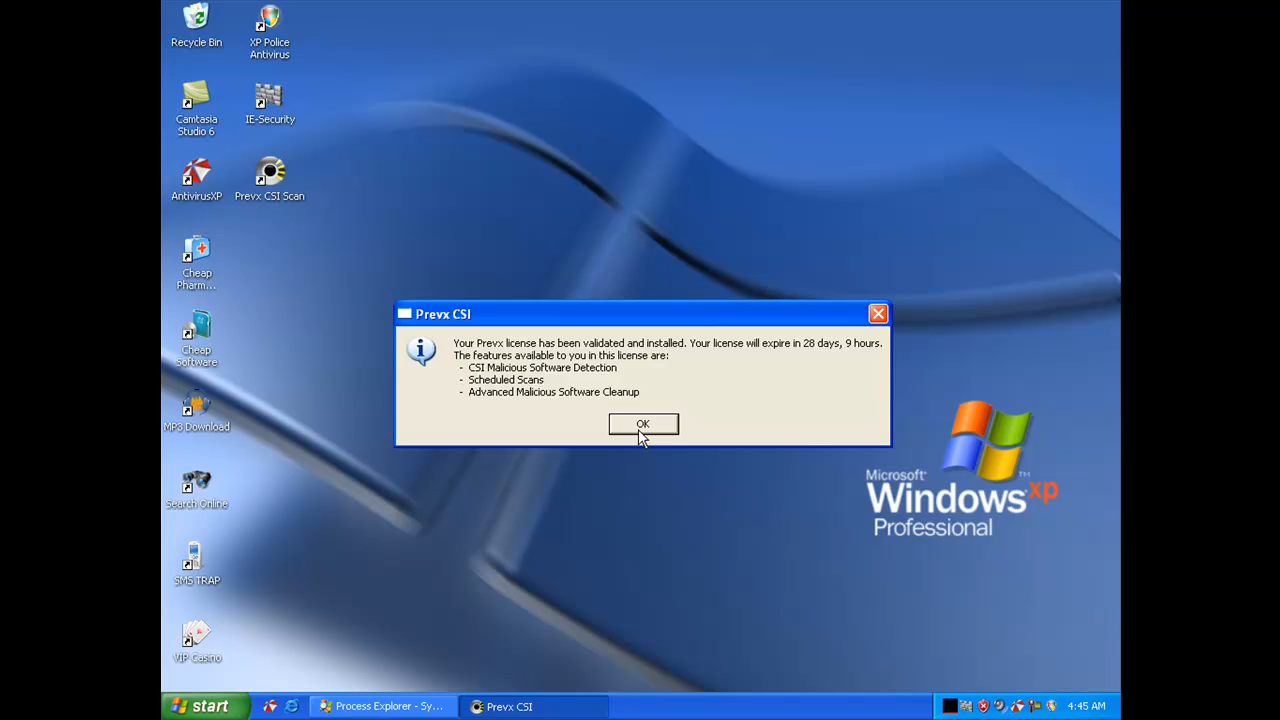 Recycle Bin
XP Police
Antivirus
Camtasia
Studio 6
IE-Security
AntivirusXP
Prevx CSI Scan
Cheap
Pharm...
Cheap
Software
MP3 Download
Search Online
SMS TRAP
VIP Casino
Prevx CSI
Your Prevx license has been validated and installed. Your license will expire in 28 days, 9 hours.
The features available to you in this license are:
- CSI Malicious Software Detection
- Scheduled Scans
- Advanced Malicious Software Cleanup
OK
Microsoft
Windows xp
Professional
start
Process Explorer - Sy...
Prevx CSI
4:45 AM